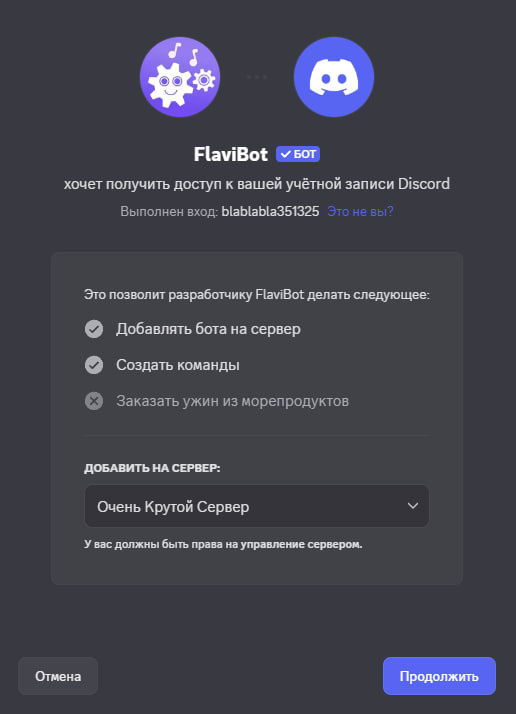 FlaviBot БОТ
хочет получить доступ к вашей учётной записи Discord
Выполнен вход: blablabla351325 Это не вы?
Это позволит разработчику FlaviBot делать следующее:
Добавлять бота на сервер
Создать команды
Заказать ужин из морепродуктов
ДОБАВИТЬ НА СЕРВЕР:
Очень Крутой Сервер
У вас должны быть права на управление сервером.
Отмена
Продолжить